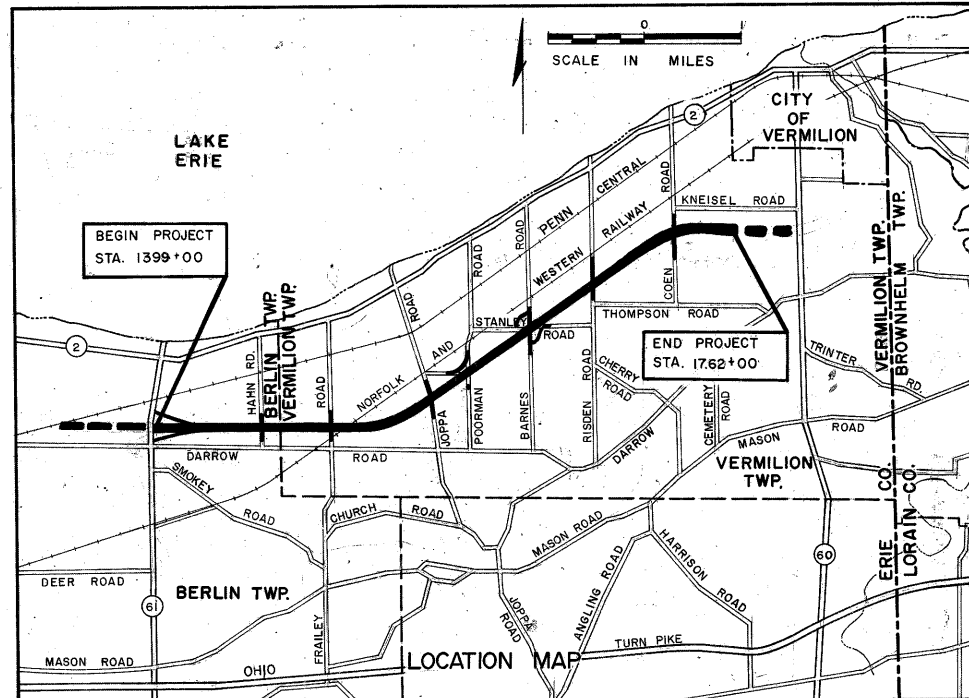 0 1
SCALE IN MILES
LAKE
ERIE
2
CITY
OF
VERMILION
PENN CENTRAL
ROAD
KNEISEL ROAD
BEGIN PROJECT
STA. 1399+00
NORFOLK AND WESTERN RAILWAY
ROAD
ROAD
ROAD
COEN
STANLEY
ROAD
THOMPSON ROAD
VERMILION TWP.
BROWNHELM TWP.
2
HAHN RD.
BERLIN TWP.
VERMILION TWP.
ROAD
END PROJECT
STA. 1762+00
TRINTER
RD.
CHERRY
ROAD
JOPPA
POORMAN
BARNES
RISDEN ROAD
DARROW
CEMETERY
ROAD
MASON
ROAD
DARROW
ROAD
VERMILION
TWP.
SMOKEY
ROAD
CHURCH ROAD
MASON ROAD
HARRISON
ROAD
ANGLING ROAD
60
ERIE CO.
LORAIN CO.
DEER ROAD
BERLIN TWP.
61
JOPPA
ROAD
FRAILEY
MASON ROAD
OHIO
TURN PIKE
LOCATION MAP